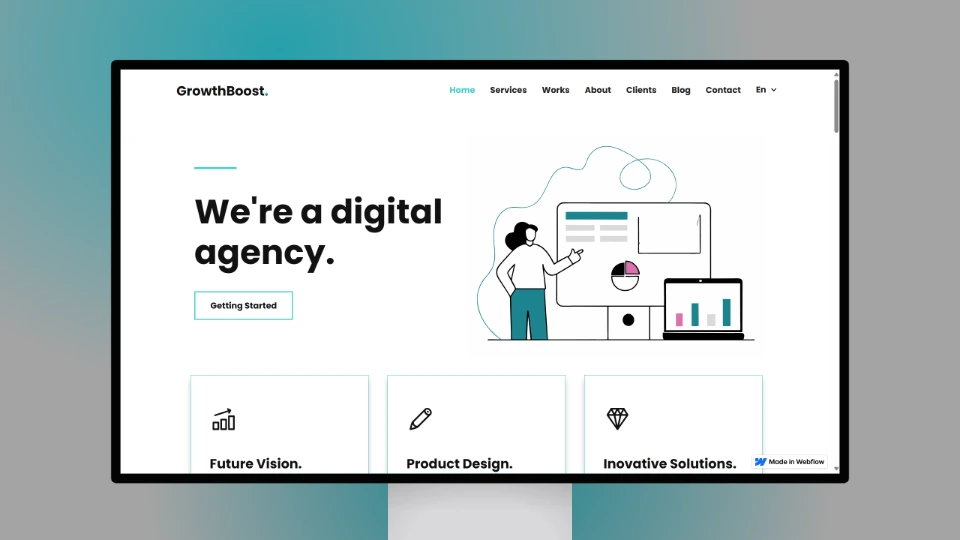 GrowthBoost.
Home Services Works About Clients Blog Contact En
We're a digital
agency.
Getting Started
Future Vision. Product Design. Inovative Solutions.
Made in Webflow